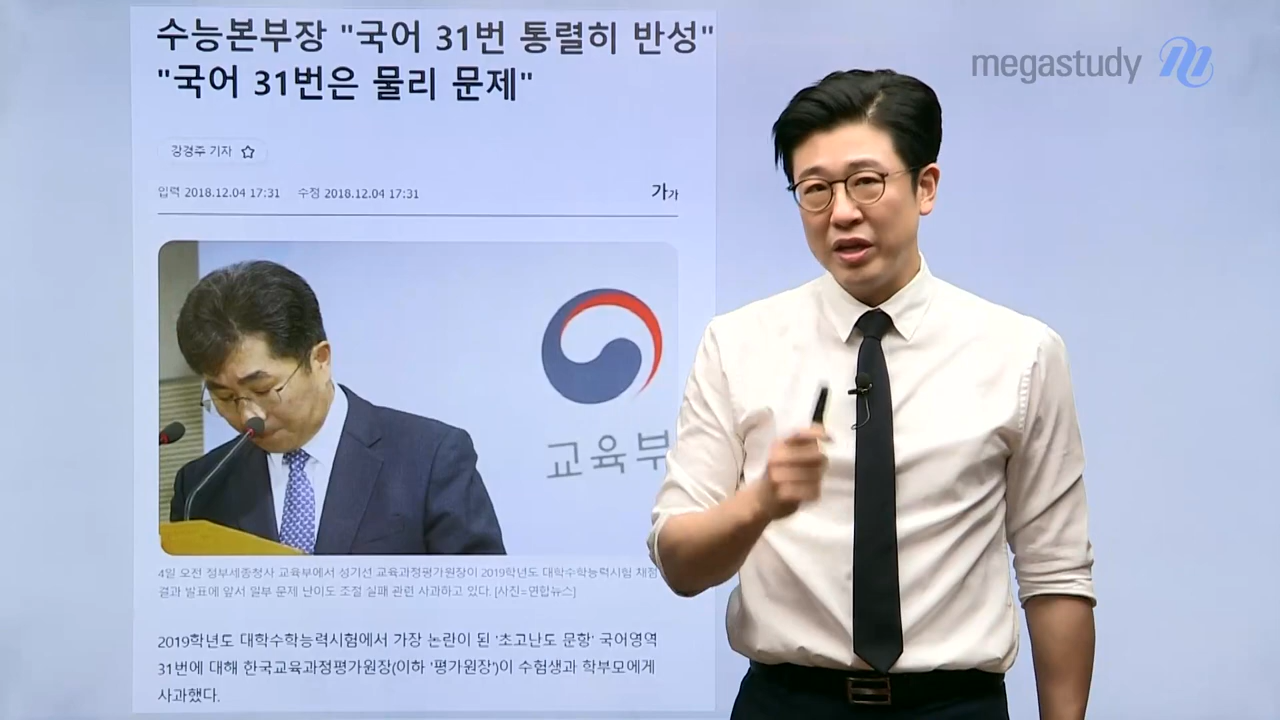 수능본부장 "국어 31번 통렬히 반성"
"국어 31번은 물리 문제"
megastudy
강경주 기자
입력 2018.12.04 17:31 수정 2018.12.04 17:31
가가
교육부
4일 오전 정부세종청사 교육부에서 성기선 교육과정평가원장이 2019학년도 대학수학능력시험 채점
결과 발표에 앞서 일부 문제 난이도 조절 실패 관련 사과하고 있다. [사진=연합뉴스]
2019학년도 대학수학능력시험에서 가장 논란이 된 '초고난도 문항' 국어영역
31번에 대해 한국교육과정평가원장(이하 '평가원장')이 수험생과 학부모에게
사과했다.